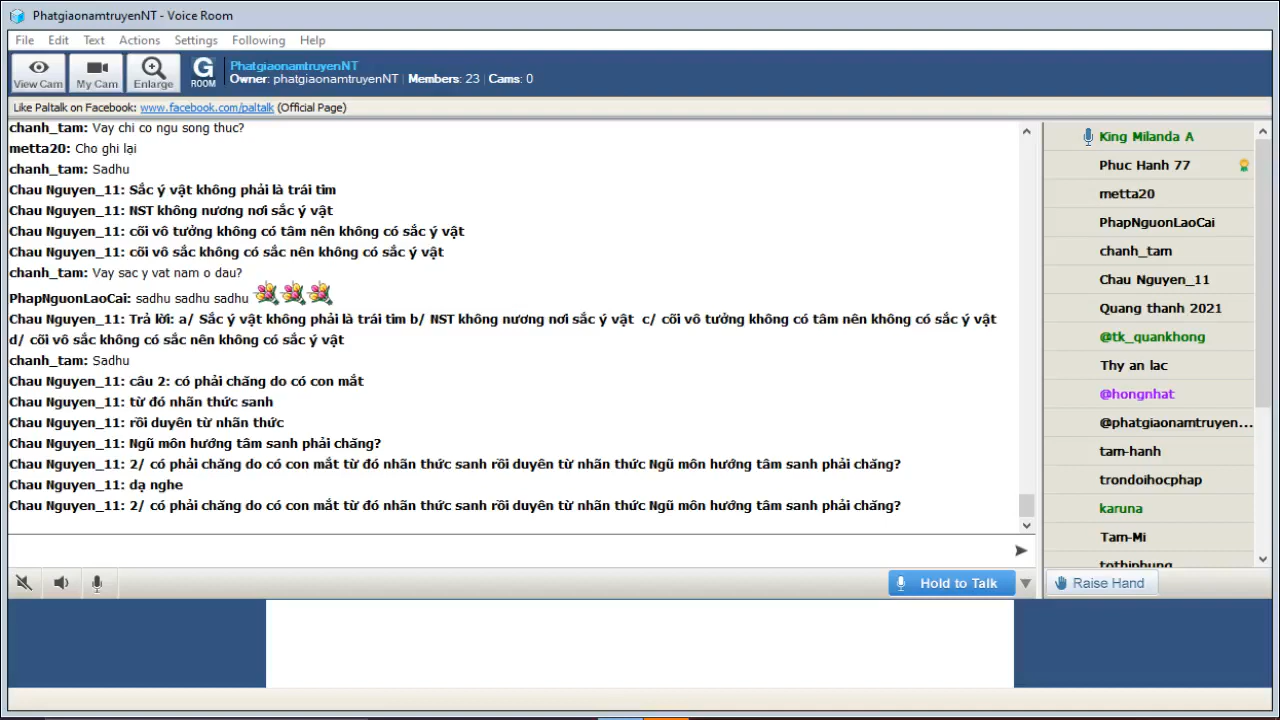 PhatgiaonamtruyenNT - Voice Room
File Edit Text Actions Settings Following Help
View Cam My Cam Enlarge G ROOM
PhatgiaonamtruyenNT
Owner: phatgiaonamtruyenNT | Members: 23 | Cams: 0
Like Paltalk on Facebook: www.facebook.com/paltalk (Official Page)
chanh_tam: Vay chi co ngu song thuc?
metta20: Cho ghi lại
chanh_tam: Sadhu
Chau Nguyen_11: Sắc ý vật không phải là trái tim
Chau Nguyen_11: NST không nương nơi sắc ý vật
Chau Nguyen_11: cõi vô tưởng không có tâm nên không có sắc ý vật
Chau Nguyen_11: cõi vô sắc không có sắc nên không có sắc ý vật
chanh_tam: Vay sac y vat nam o dau?
PhapNguonLaoCai: sadhu sadhu sadhu
Chau Nguyen_11: Trả lời: a/ Sắc ý vật không phải là trái tim b/ NST không nương nơi sắc ý vật c/ cõi vô tưởng không có tâm nên không có sắc ý vật
d/ cõi vô sắc không có sắc nên không có sắc ý vật
chanh_tam: Sadhu
Chau Nguyen_11: câu 2: có phải chăng do có con mắt
Chau Nguyen_11: từ đó nhãn thức sanh
Chau Nguyen_11: rồi duyên từ nhãn thức
Chau Nguyen_11: Ngũ môn hướng tâm sanh phải chăng?
Chau Nguyen_11: 2/ có phải chăng do có con mắt từ đó nhãn thức sanh rồi duyên từ nhãn thức Ngũ môn hướng tâm sanh phải chăng?
Chau Nguyen_11: dạ nghe
Chau Nguyen_11: 2/ có phải chăng do có con mắt từ đó nhãn thức sanh rồi duyên từ nhãn thức Ngũ môn hướng tâm sanh phải chăng?
King Milanda A
Phuc Hanh 77
metta20
PhapNguonLaoCai
chanh_tam
Chau Nguyen_11
Quang thanh 2021
@tk_quankhong
Thy an lac
@hongnhat
@phatgiaonamtruyen...
tam-hanh
trondoihocphap
karuna
Tam-Mi
tothiphung
Hold to Talk
Raise Hand